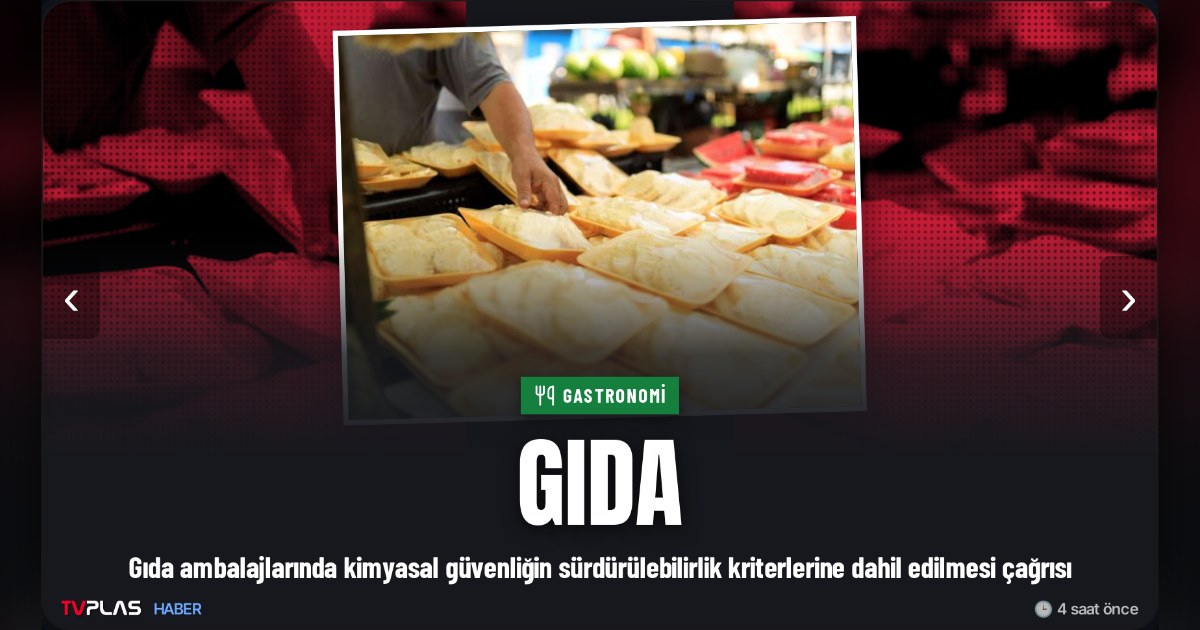 GASTRONOMİ
GIDA
Gıda ambalajlarında kimyasal güvenliğin sürdürülebilirlik kriterlerine dahil edilmesi çağrısı
TVPLAS HABER
4 saat önce